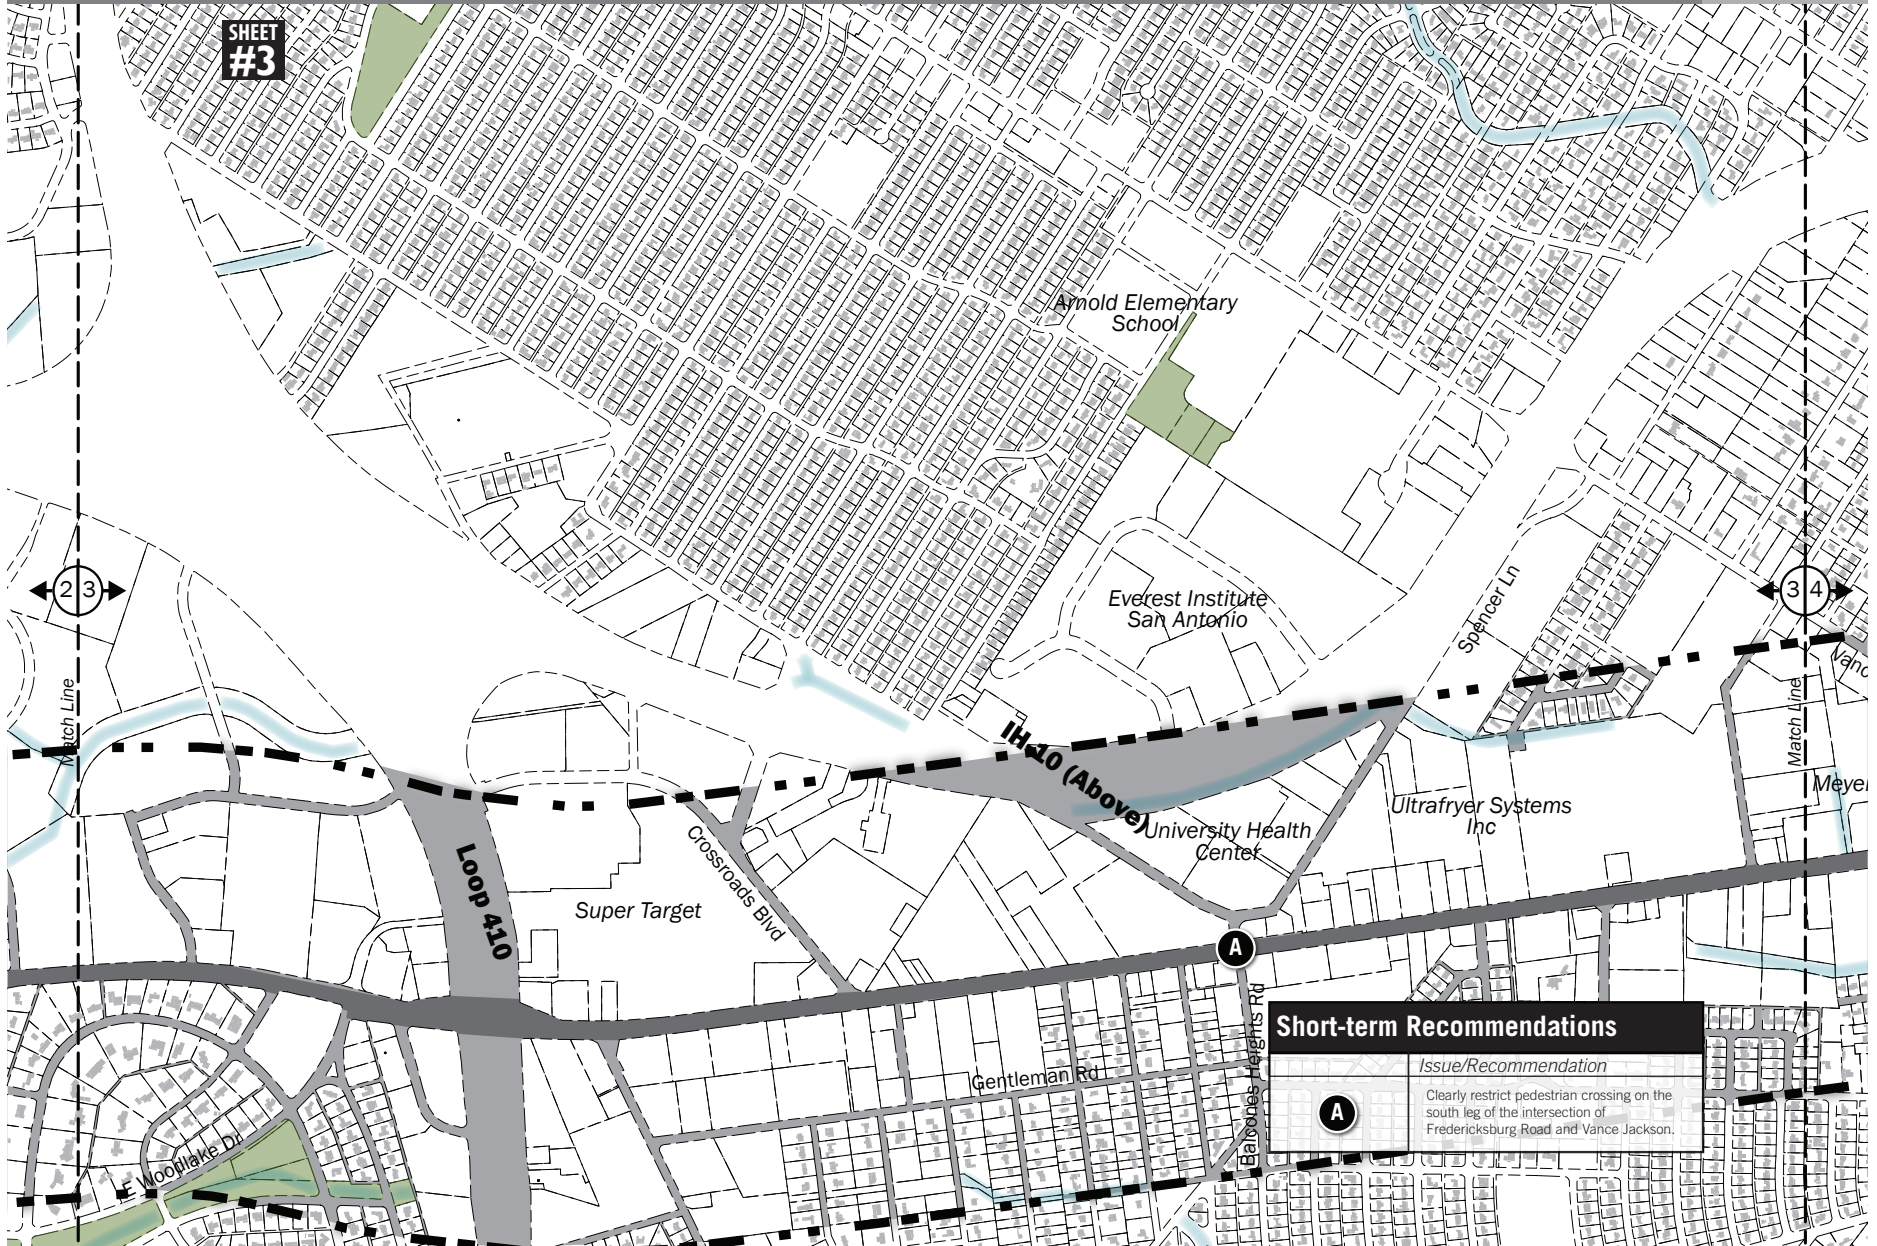 SHEET
#3
Arnold Elementary
School
2 3
3 4
Everest Institute
San Antonio
Spencer Ln
Match Line
Match Line
IH-10 (Above)
University Health
Center
Ultrafryer Systems
Inc
Meyer
Crossroads Blvd
Loop 410
Super Target
A
Balcones Heights Rd
Gentleman Rd
E Woodlake Dr
Short-term Recommendations
Issue/Recommendation
A
Clearly restrict pedestrian crossing on the
south leg of the intersection of
Fredericksburg Road and Vance Jackson.